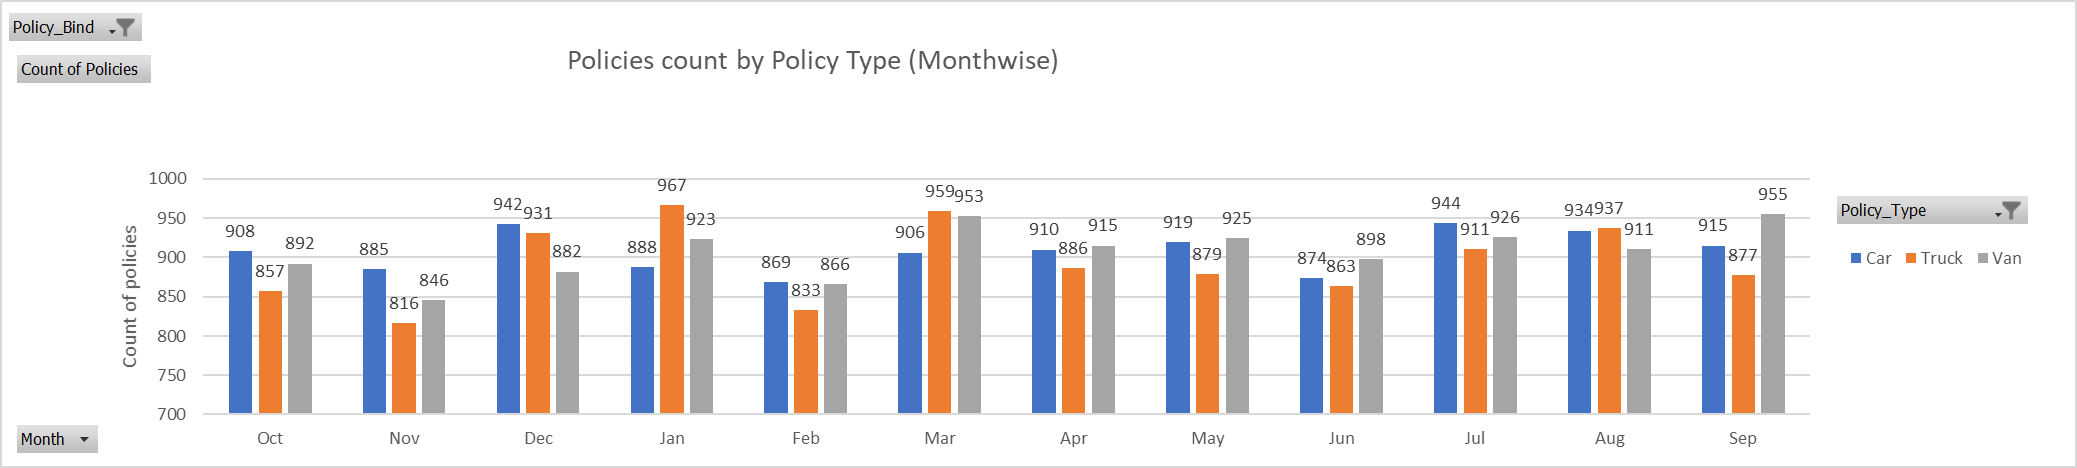 Policy_Bind
Count of Policies
Policies count by Policy Type (Monthwise)
Count of policies
1000
950
900
850
800
750
700
908 857 892
885 816 846
942 931 882
888 967 923
869 833 866
906 959 953
910 886 915
919 879 925
874 863 898
944 911 926
934 937 911
915 877 955
Oct Nov Dec Jan Feb Mar Apr May Jun Jul Aug Sep
Policy_Type
Car Truck Van
Month